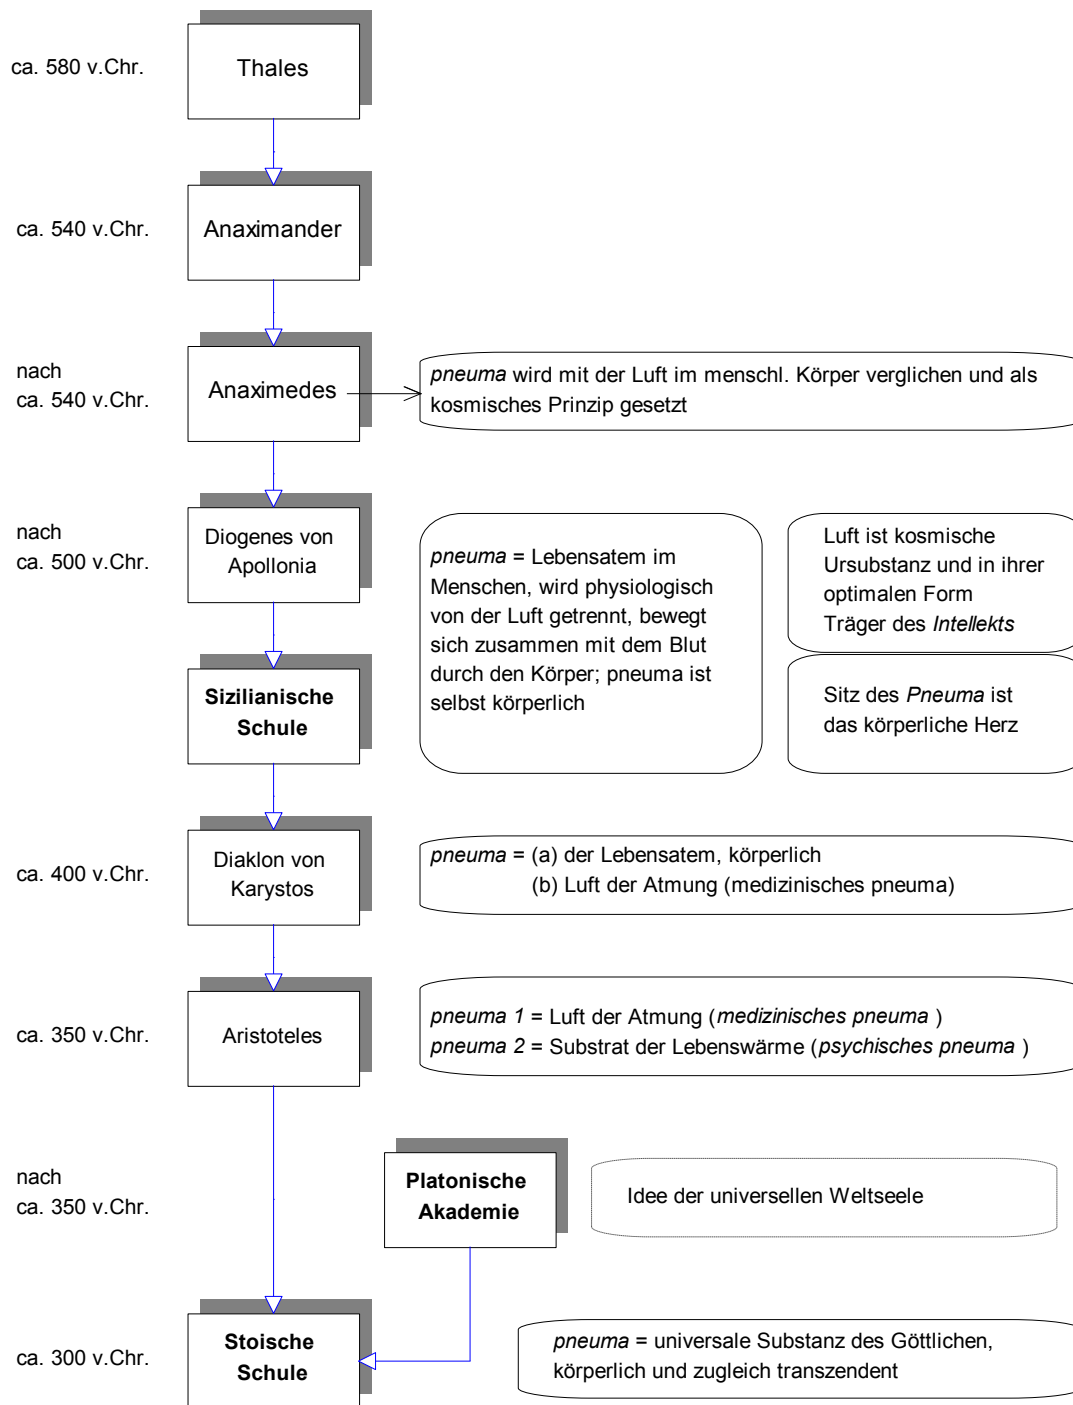 ca. 580 v.Chr.
Thales
ca. 540 v.Chr.
Anaximander
nach
ca. 540 v.Chr.
Anaximedes
pneuma wird mit der Luft im menschl. Körper verglichen und als
kosmisches Prinzip gesetzt
nach
ca. 500 v.Chr.
Diogenes von
Apollonia
pneuma = Lebensatem im
Menschen, wird physiologisch
von der Luft getrennt, bewegt
sich zusammen mit dem Blut
durch den Körper; pneuma ist
selbst körperlich
Luft ist kosmische
Ursubstanz und in ihrer
optimalen Form
Träger des Intellekts
Sizilianische
Schule
Sitz des Pneuma ist
das körperliche Herz
ca. 400 v.Chr.
Diaklon von
Karystos
pneuma = (a) der Lebensatem, körperlich
(b) Luft der Atmung (medizinisches pneuma)
ca. 350 v.Chr.
Aristoteles
pneuma 1 = Luft der Atmung (medizinisches pneuma )
pneuma 2 = Substrat der Lebenswärme (psychisches pneuma )
nach
ca. 350 v.Chr.
Platonische
Akademie
Idee der universellen Weltseele
ca. 300 v.Chr.
Stoische
Schule
pneuma = universale Substanz des Göttlichen,
körperlich und zugleich transzendent